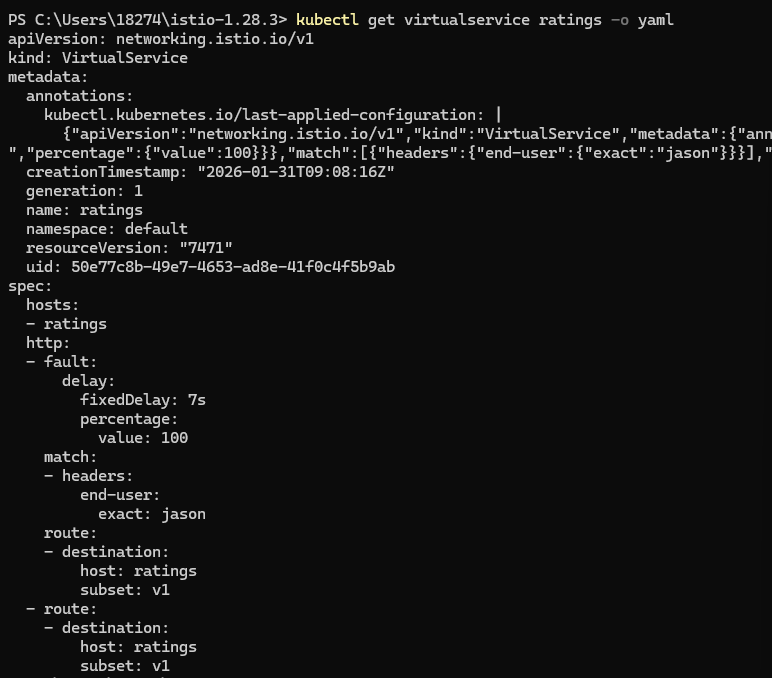 PS C:\Users\18274\istio-1.28.3> kubectl get virtualservice ratings -o yaml
apiVersion: networking.istio.io/v1
kind: VirtualService
metadata:
  annotations:
    kubectl.kubernetes.io/last-applied-configuration: |
      {"apiVersion":"networking.istio.io/v1","kind":"VirtualService","metadata":{"ann
","percentage":{"value":100}}},"match":[{"headers":{"end-user":{"exact":"jason"}}}],"
  creationTimestamp: "2026-01-31T09:08:16Z"
  generation: 1
  name: ratings
  namespace: default
  resourceVersion: "7471"
  uid: 50e77c8b-49e7-4653-ad8e-41f0c4f5b9ab
spec:
  hosts:
  - ratings
  http:
  - fault:
      delay:
        fixedDelay: 7s
        percentage:
          value: 100
    match:
    - headers:
        end-user:
          exact: jason
    route:
    - destination:
        host: ratings
        subset: v1
  - route:
    - destination:
        host: ratings
        subset: v1